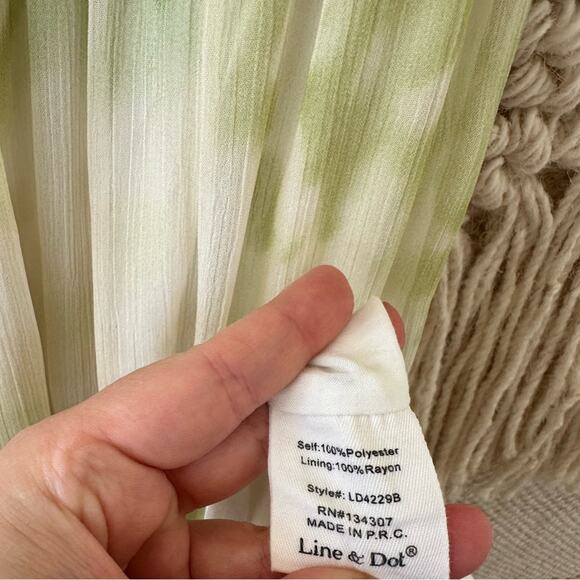 Self:100%Polyester
Lining:100%Rayon
Style#: LD4229B
RN#134307
MADE IN P.R.C.
Line & Dot®